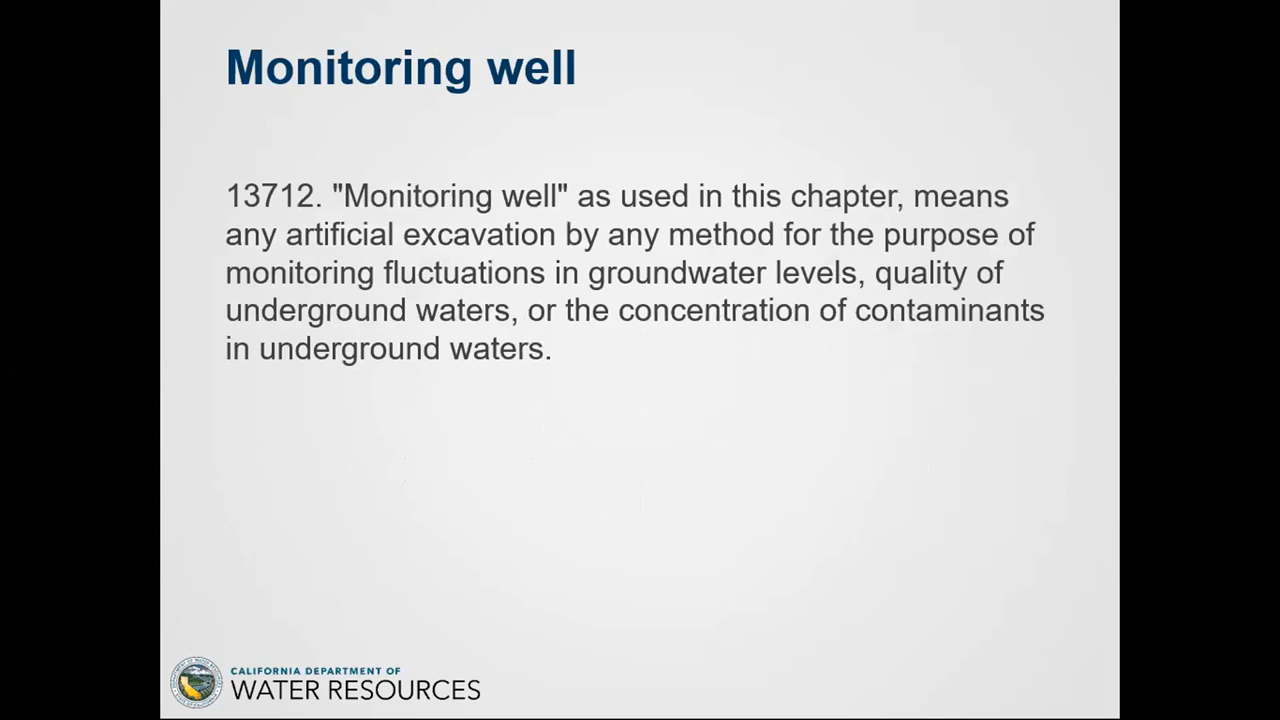 Monitoring well
13712. "Monitoring well" as used in this chapter, means
any artificial excavation by any method for the purpose of
monitoring fluctuations in groundwater levels, quality of
underground waters, or the concentration of contaminants
in underground waters.
CALIFORNIA DEPARTMENT OF
WATER RESOURCES